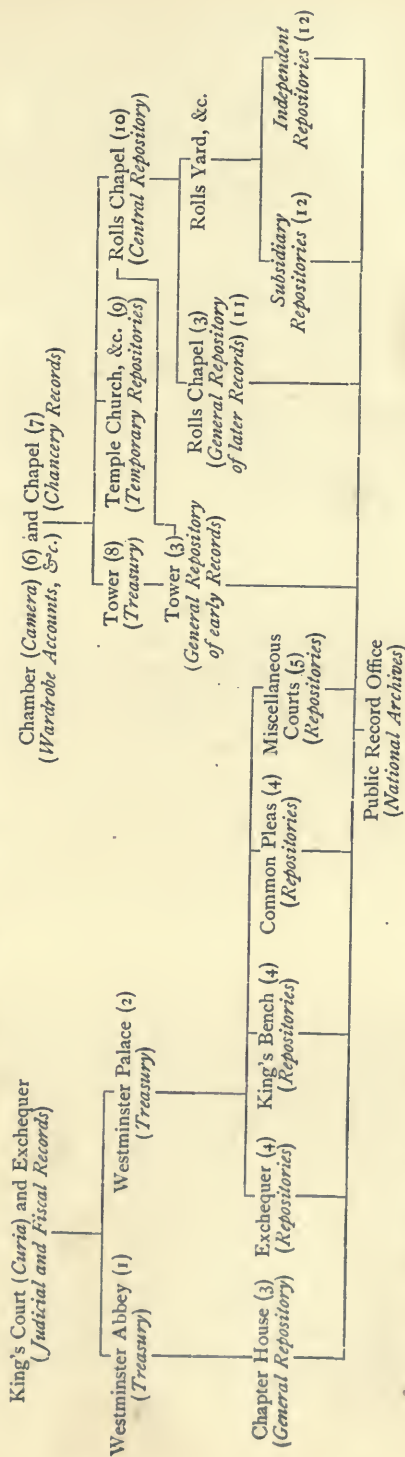 King's Court (Curia) and Exchequer
(Judicial and Fiscal Records)
Westminster Abbey (1)
(Treasury)
Westminster Palace (2)
(Treasury)
Chapter House (3)
(General Repository)
Exchequer (4)
(Repositories)
King's Bench (4)
(Repositories)
Common Pleas (4)
(Repositories)
Miscellaneous
Courts (5)
(Repositories)
Chamber (Camera) (6) and Chapel (7)
(Wardrobe Accounts, &c.) (Chancery Records)
Tower (8)
(Treasury)
Temple Church, &c. (9)
(Temporary Repositories)
Rolls Chapel (10)
(Central Repository)
Tower (3)
(General Repository
of early Records)
Rolls Chapel (3)
(General Repository
of later Records) (11)
Rolls Yard, &c.
Subsidiary
Repositories (12)
Independent
Repositories (12)
Public Record Office
(National Archives)